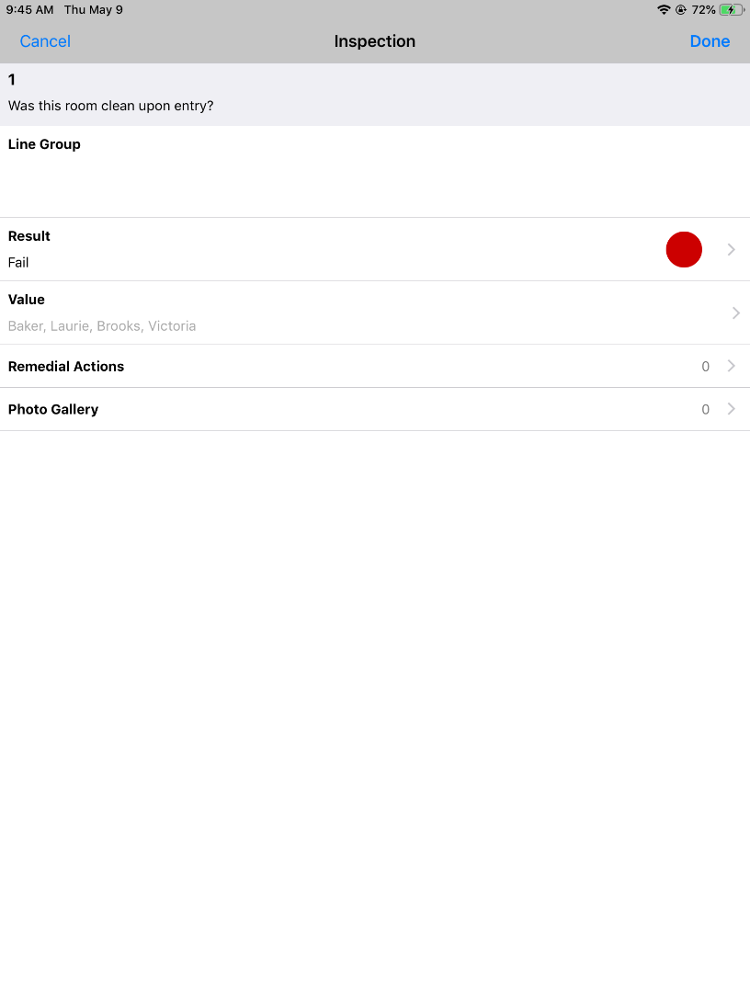 9:45 AM Thu May 9 72%
Cancel Inspection Done
1
Was this room clean upon entry?
Line Group
Result
Fail
Value
Baker, Laurie, Brooks, Victoria
Remedial Actions 0
Photo Gallery 0